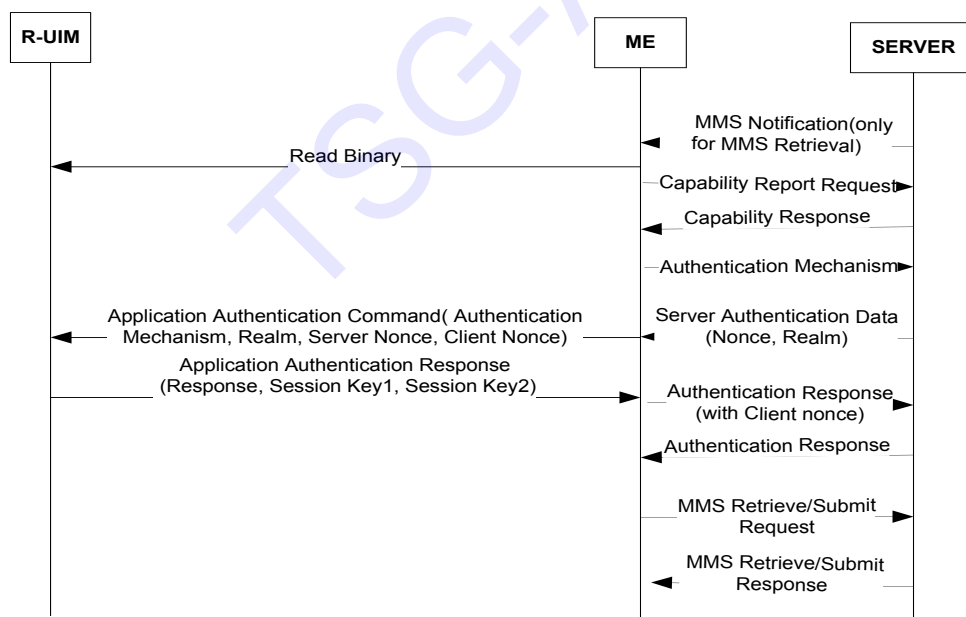 R-UIM
ME
SERVER
MMS Notification(only
for MMS Retrieval)
Read Binary
Capability Report Request
Capability Response
Authentication Mechanism
Application Authentication Command( Authentication
Mechanism, Realm, Server Nonce, Client Nonce)
Server Authentication Data
(Nonce, Realm)
Application Authentication Response
(Response, Session Key1, Session Key2)
Authentication Response
(with Client nonce)
Authentication Response
MMS Retrieve/Submit
Request
MMS Retrieve/Submit
Response
TSG-